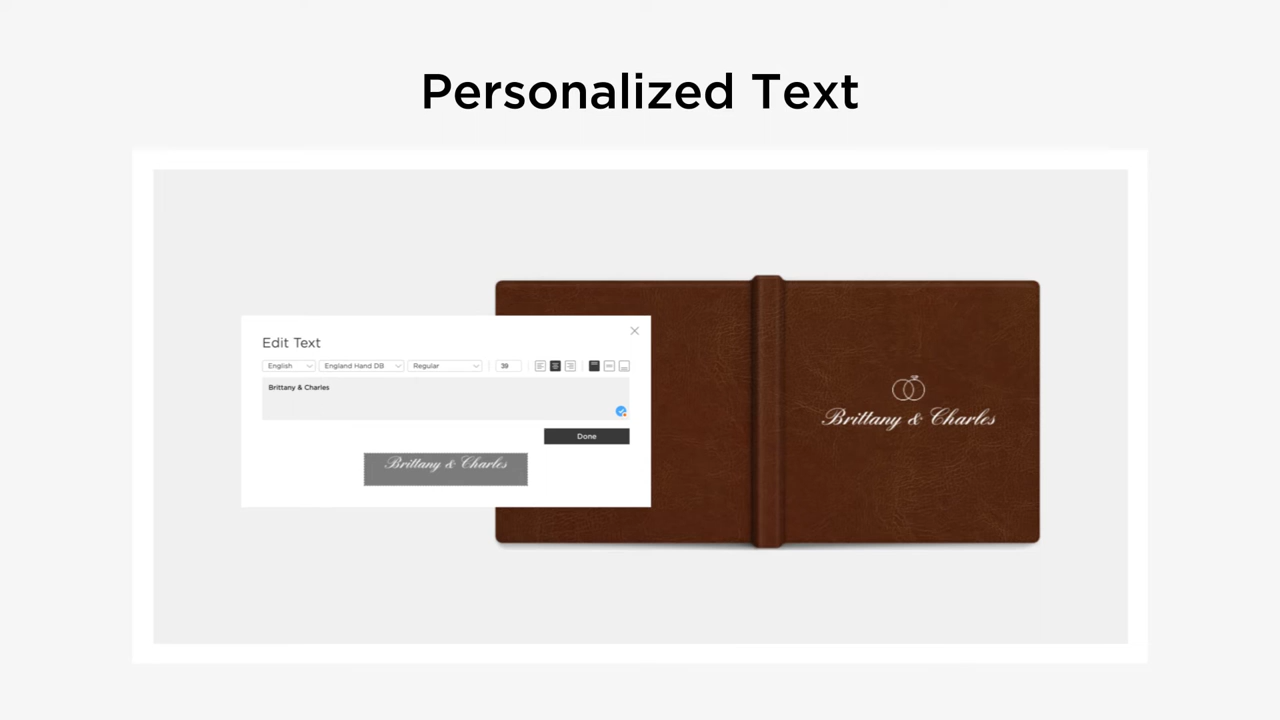 Personalized Text
Edit Text
English England Hand DB Regular 39
Brittany & Charles
Done
Brittany & Charles
Brittany & Charles